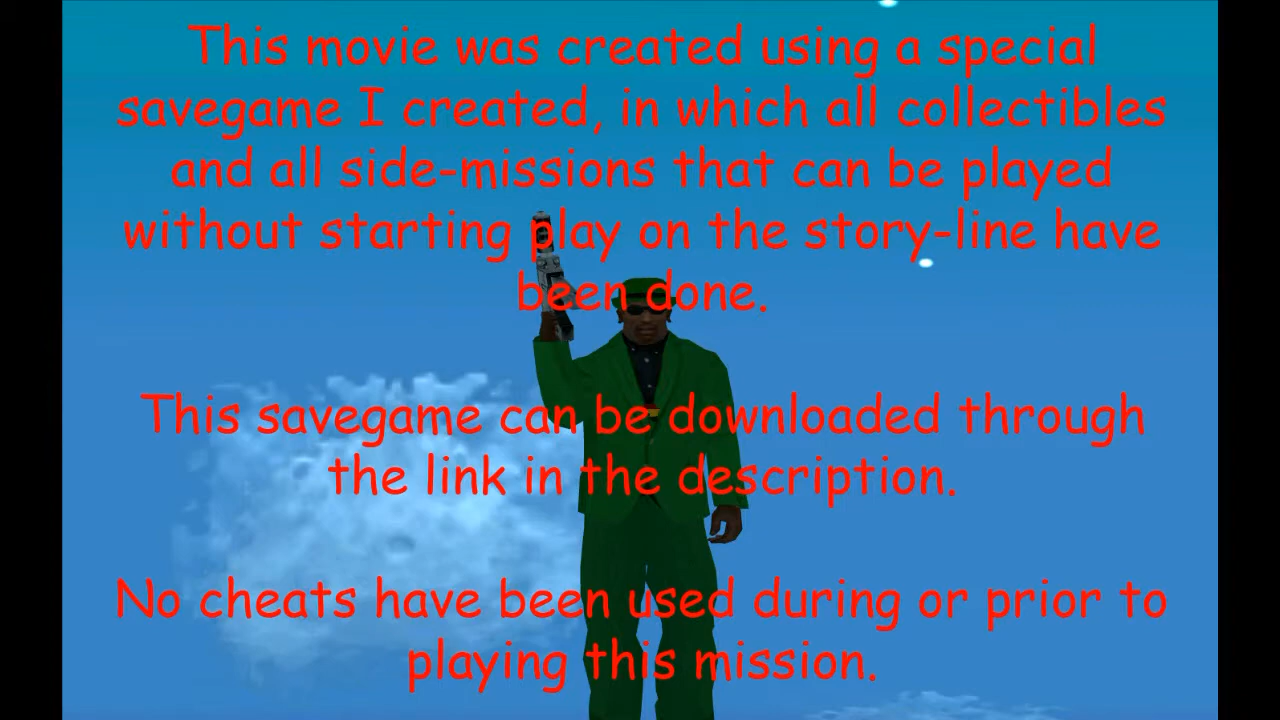 This movie was created using a special
savegame I created, in which all collectibles
and all side-missions that can be played
without starting play on the story-line have
been done.
This savegame can be downloaded through
the link in the description.
No cheats have been used during or prior to
playing this mission.